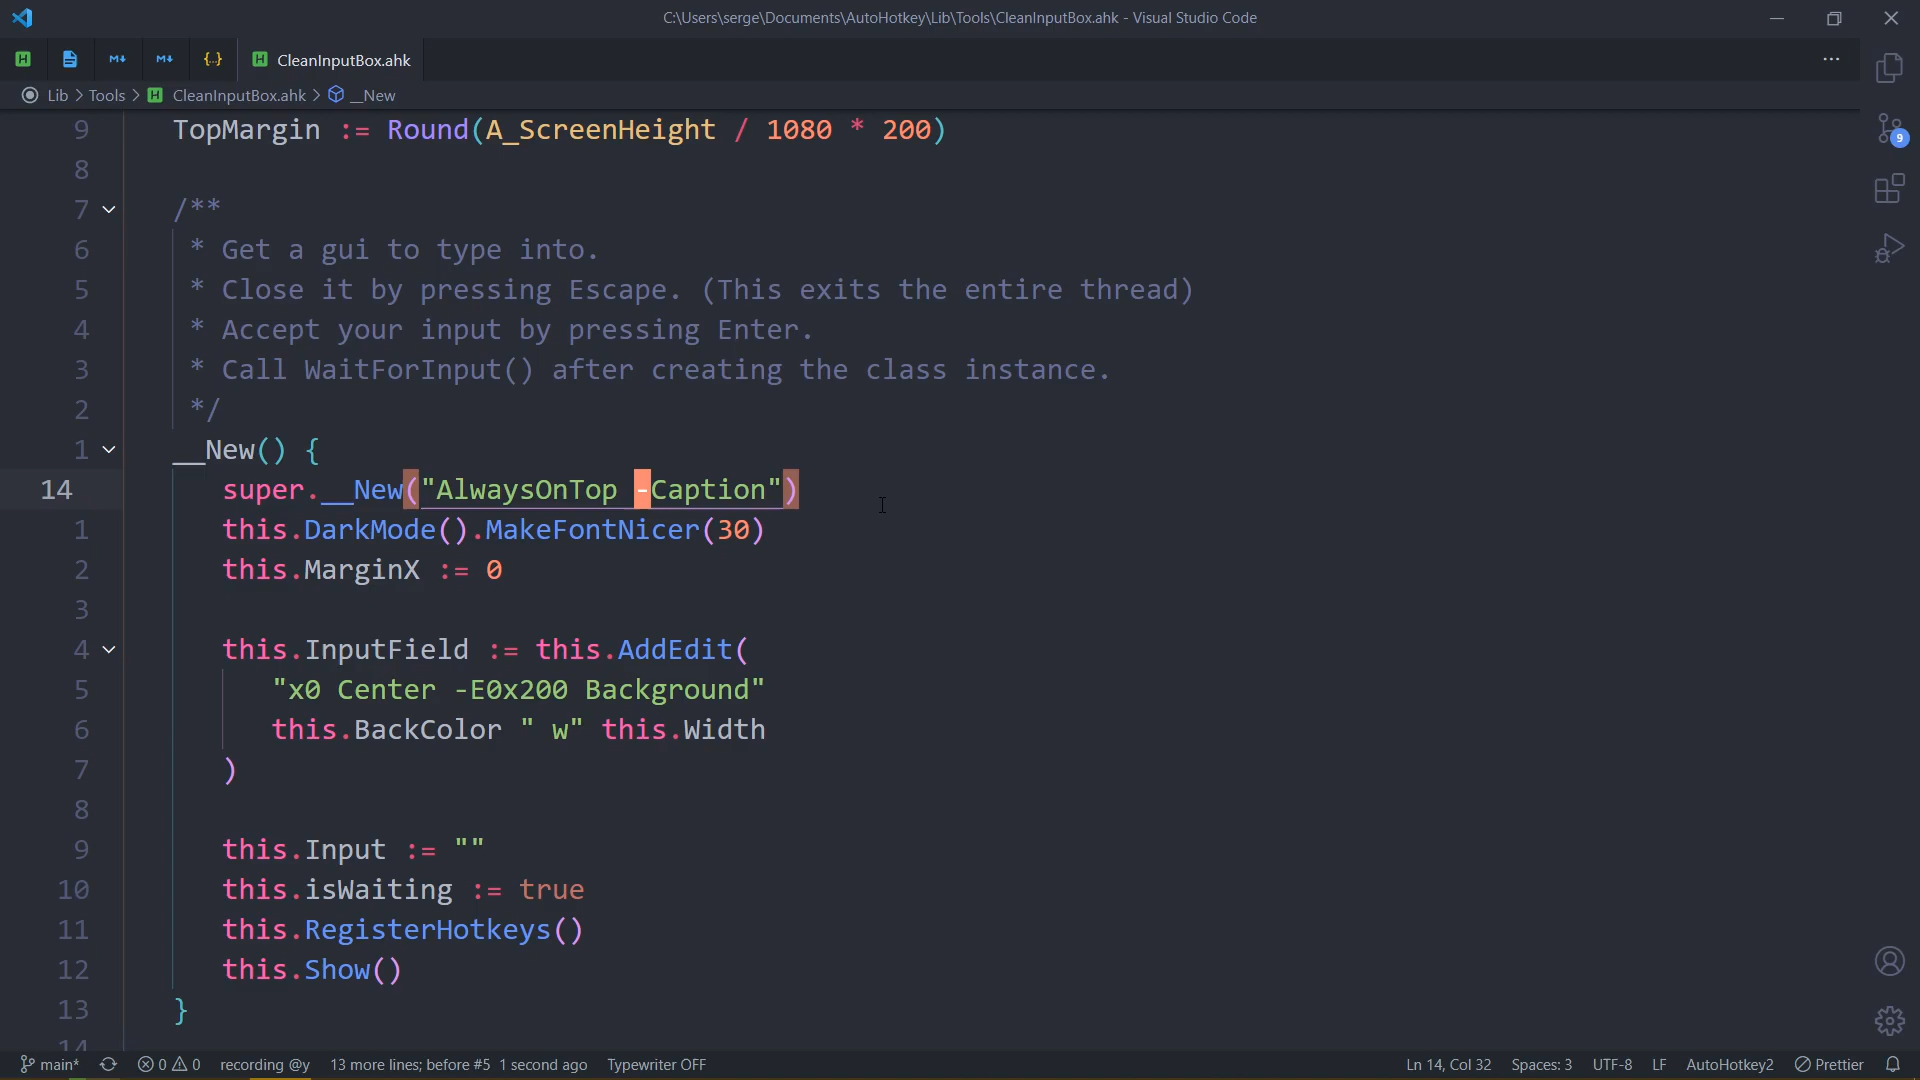 C:\Users\serge\Documents\AutoHotkey\Lib\Tools\CleanInputBox.ahk - Visual Studio Code
H M↓ M↓ {..} H CleanInputBox.ahk ...
Lib > Tools > H CleanInputBox.ahk > __New
9 TopMargin := Round(A_ScreenHeight / 1080 * 200)
8
7 /**
6 * Get a gui to type into.
5 * Close it by pressing Escape. (This exits the entire thread)
4 * Accept your input by pressing Enter.
3 * Call WaitForInput() after creating the class instance.
2 */
1 __New() {
14 super.__New("AlwaysOnTop -Caption")
1 this.DarkMode().MakeFontNicer(30)
2 this.MarginX := 0
3
4 this.InputField := this.AddEdit(
5 "x0 Center -E0x200 Background"
6 this.BackColor " w" this.Width
7 )
8
9 this.Input := ""
10 this.isWaiting := true
11 this.RegisterHotkeys()
12 this.Show()
13 }
14
9
main* 0 0 recording @y 13 more lines; before #5 1 second ago Typewriter OFF Ln 14, Col 32 Spaces: 3 UTF-8 LF AutoHotkey2 Prettier